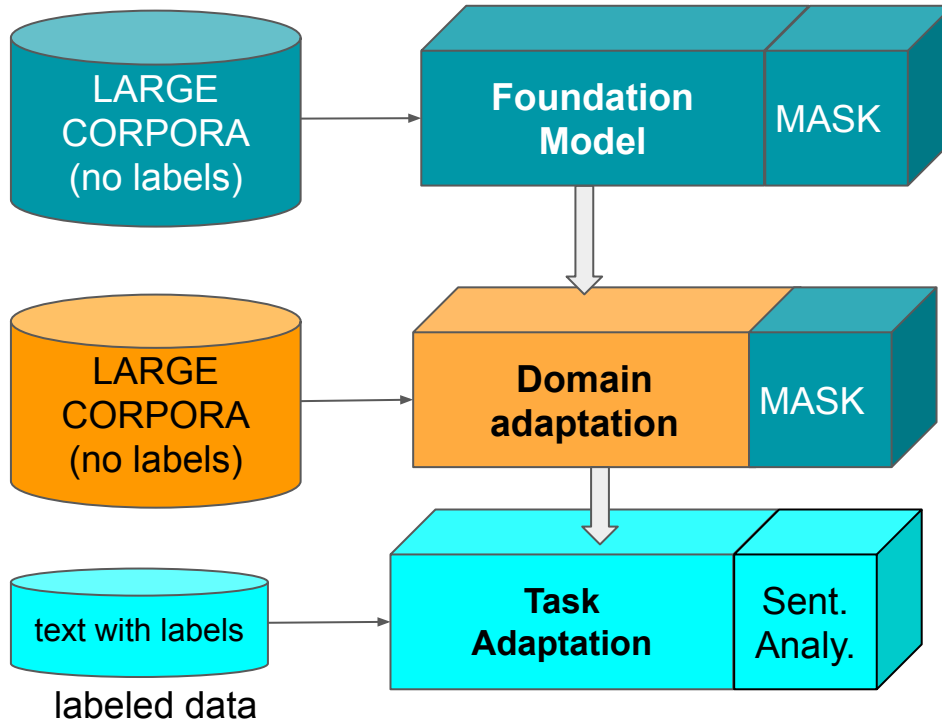 LARGE
CORPORA
(no labels)
Foundation
Model
MASK
LARGE
CORPORA
(no labels)
Domain
adaptation
MASK
text with labels
labeled data
Task
Adaptation
Sent.
Analy.